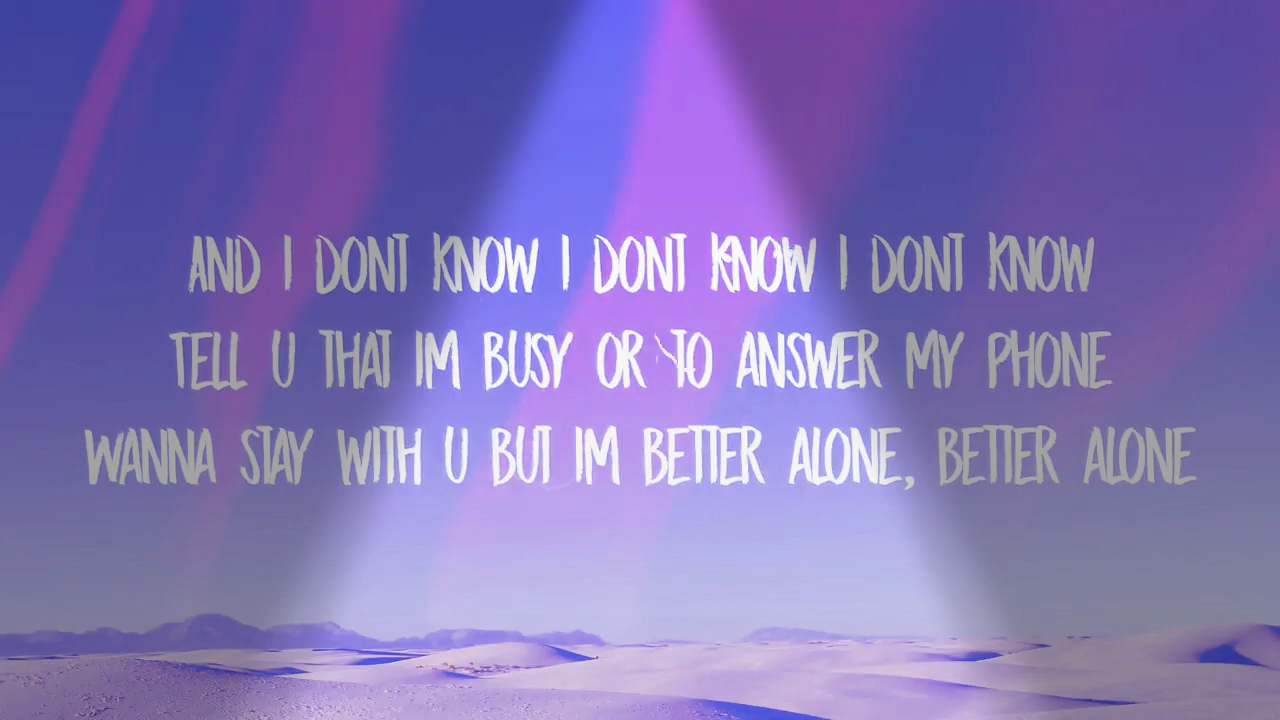 AND I DONT KNOW I DONT KNOW I DONT KNOW
TELL U THAT IM BUSY OR TO ANSWER MY PHONE
WANNA STAY WITH U BUT IM BETTER ALONE, BETTER ALONE